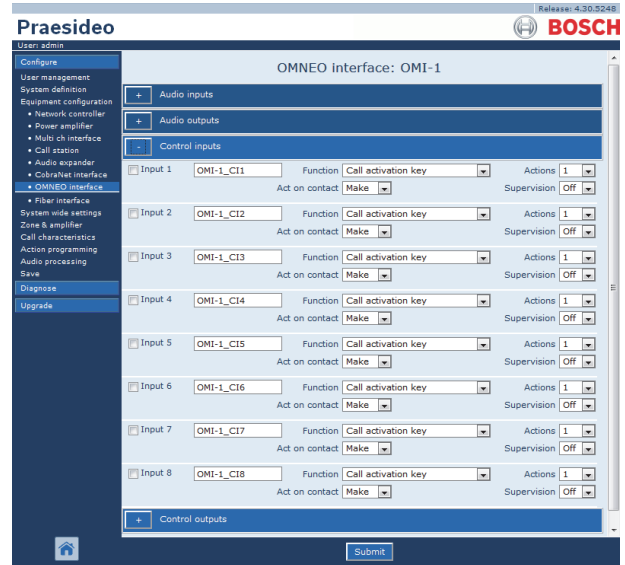 Release: 4.30.5248
Praesideo
BOSCH
User: admin
Configure
User management
System definition
Equipment configuration
• Network controller
• Power amplifier
• Multi ch interface
• Call station
• Audio expander
• CobraNet interface
• OMNEO interface
• Fiber interface
System wide settings
Zone & amplifier
Call characteristics
Action programming
Audio processing
Save
Diagnose
Upgrade
OMNEO interface: OMI-1
+ Audio inputs
+ Audio outputs
- Control inputs
Input 1 OMI-1_CI1 Function Call activation key Actions 1
Act on contact Make Supervision Off
Input 2 OMI-1_CI2 Function Call activation key Actions 1
Act on contact Make Supervision Off
Input 3 OMI-1_CI3 Function Call activation key Actions 1
Act on contact Make Supervision Off
Input 4 OMI-1_CI4 Function Call activation key Actions 1
Act on contact Make Supervision Off
Input 5 OMI-1_CI5 Function Call activation key Actions 1
Act on contact Make Supervision Off
Input 6 OMI-1_CI6 Function Call activation key Actions 1
Act on contact Make Supervision Off
Input 7 OMI-1_CI7 Function Call activation key Actions 1
Act on contact Make Supervision Off
Input 8 OMI-1_CI8 Function Call activation key Actions 1
Act on contact Make Supervision Off
+ Control outputs
Submit